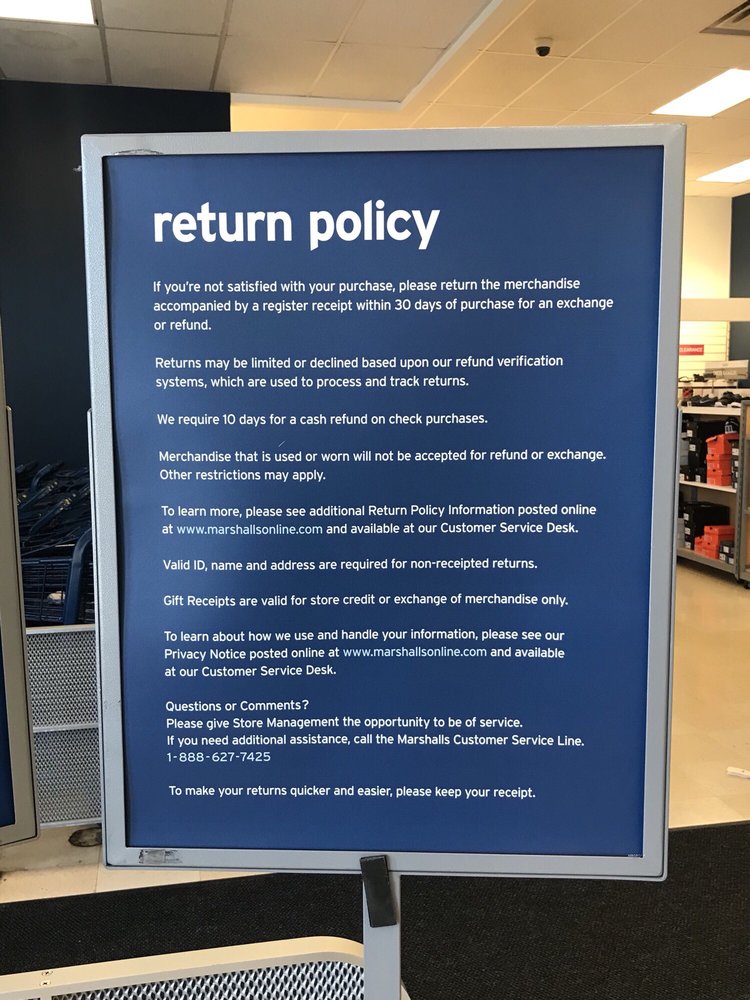 return policy
If you're not satisfied with your purchase, please return the merchandise
accompanied by a register receipt within 30 days of purchase for an exchange
or refund.
Returns may be limited or declined based upon our refund verification
systems, which are used to process and track returns.
We require 10 days for a cash refund on check purchases.
Merchandise that is used or worn will not be accepted for refund or exchange.
Other restrictions may apply.
To learn more, please see additional Return Policy Information posted online
at www.marshallsonline.com and available at our Customer Service Desk.
Valid ID, name and address are required for non-receipted returns.
Gift Receipts are valid for store credit or exchange of merchandise only.
To learn about how we use and handle your information, please see our
Privacy Notice posted online at www.marshallsonline.com and available
at our Customer Service Desk.
Questions or Comments?
Please give Store Management the opportunity to be of service.
If you need additional assistance, call the Marshalls Customer Service Line.
1-888-627-7425
To make your returns quicker and easier, please keep your receipt.
CLEARANCE